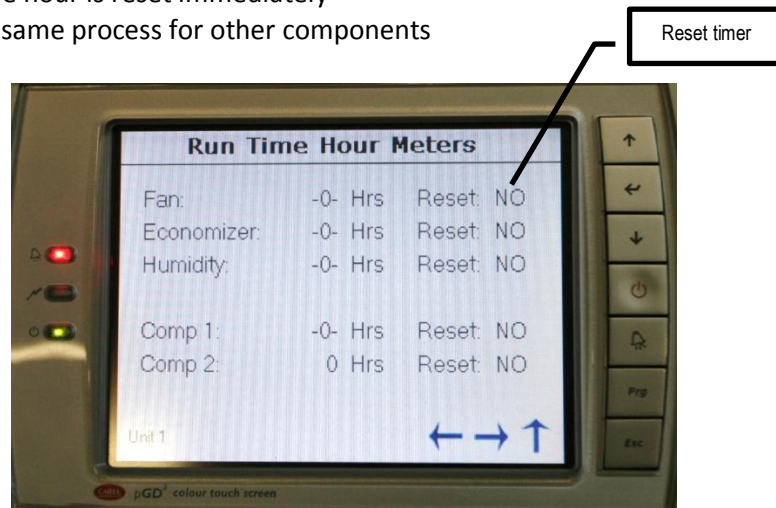 hour is reset immediately
same process for other components
Reset timer
Run Time Hour Meters
Fan: -0- Hrs Reset: NO
Economizer: -0- Hrs Reset: NO
Humidity: -0- Hrs Reset: NO
Comp 1: -0- Hrs Reset: NO
Comp 2: 0 Hrs Reset: NO
Unit 1
Prg
Esc
CAREL pGD³ colour touch screen